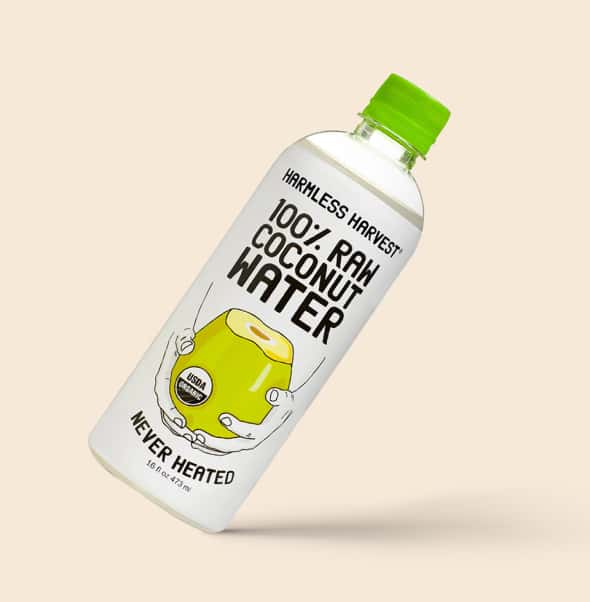 HARMLESS HARVEST®
100% RAW
COCONUT
WATER
USDA
ORGANIC
NEVER HEATED
16 fl oz 473 ml